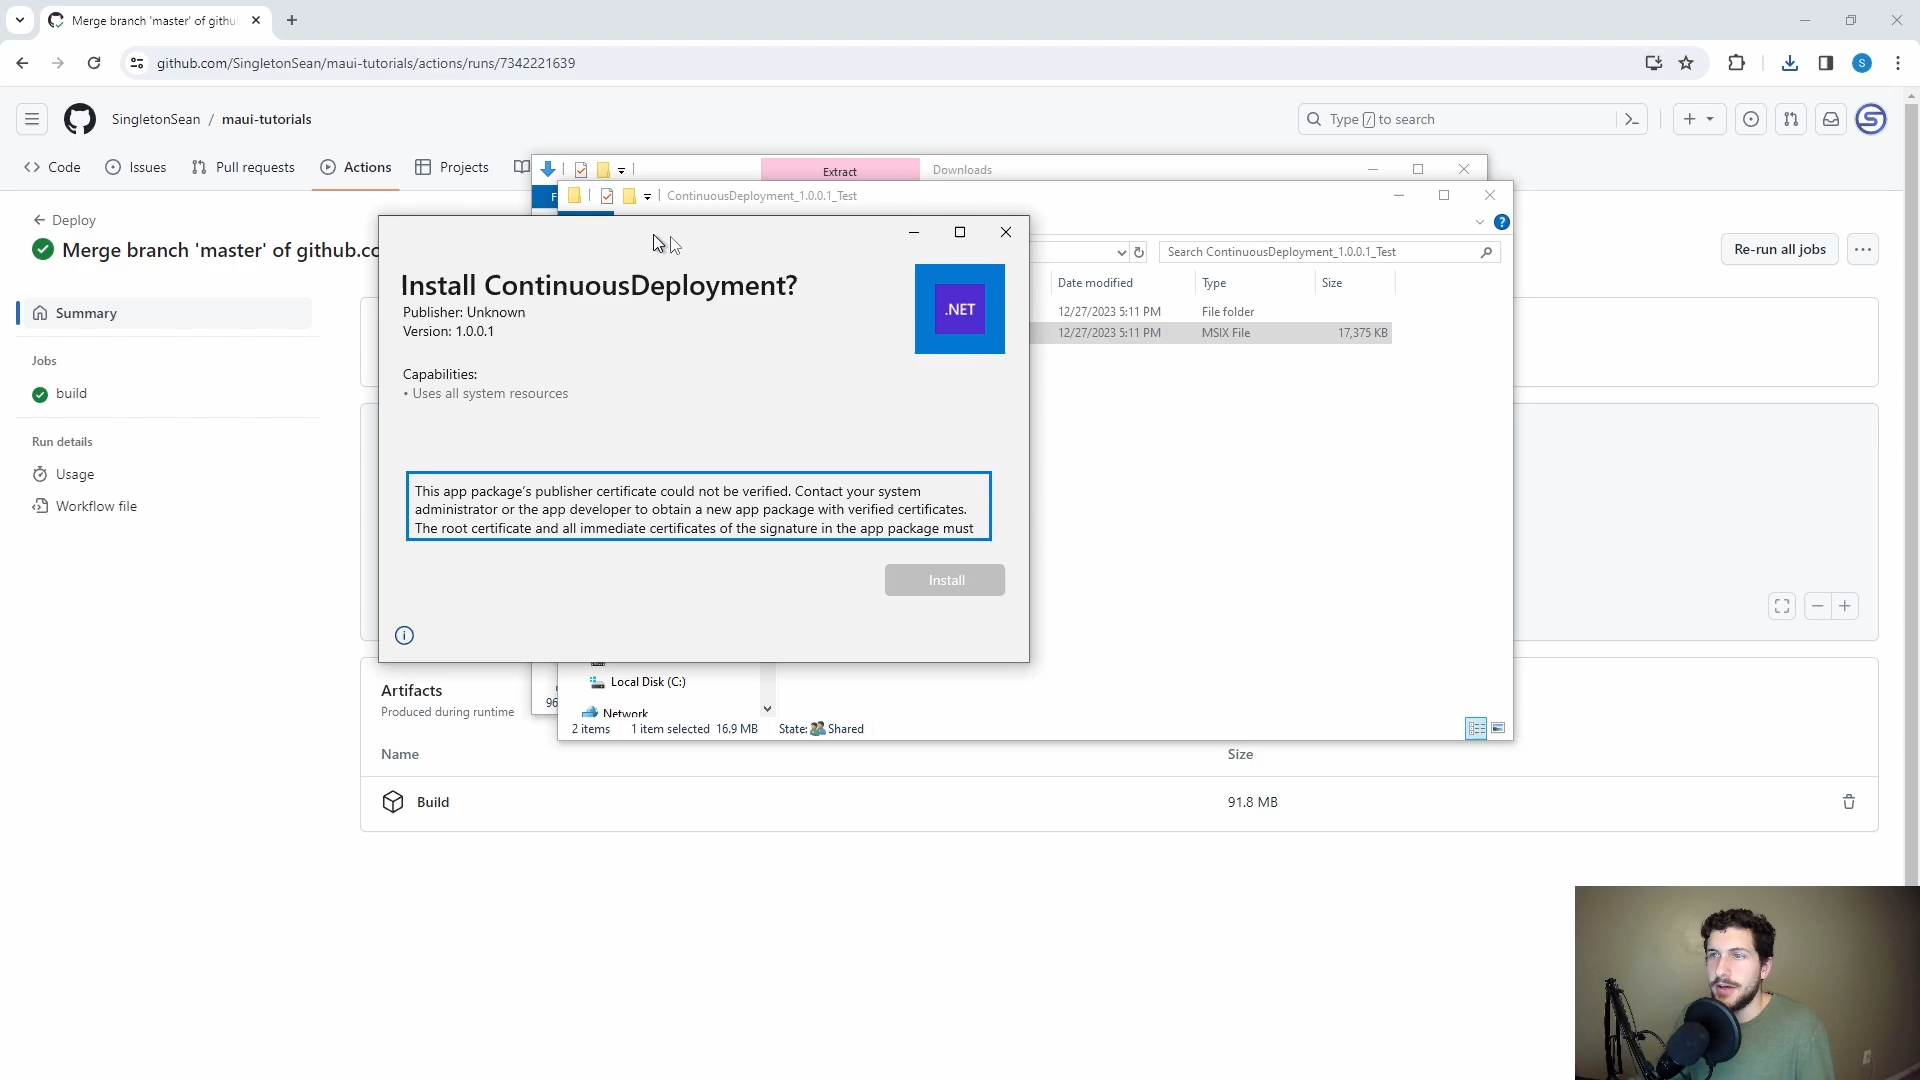 Merge branch 'master' of githu
github.com/SingletonSean/maui-tutorials/actions/runs/7342221639
S
SingletonSean / maui-tutorials
Type / to search
Code
Issues
Pull requests
Actions
Projects
Extract
Downloads
F
ContinuousDeployment_1.0.0.1_Test
Deploy
Merge branch 'master' of github.co
Re-run all jobs
Search ContinuousDeployment_1.0.0.1_Test
Date modified
Type
Size
12/27/2023 5:11 PM
File folder
12/27/2023 5:11 PM
MSIX File
17,375 KB
Install ContinuousDeployment?
Publisher: Unknown
Version: 1.0.0.1
.NET
Capabilities:
• Uses all system resources
This app package's publisher certificate could not be verified. Contact your system
administrator or the app developer to obtain a new app package with verified certificates.
The root certificate and all immediate certificates of the signature in the app package must
Install
Summary
Jobs
build
Run details
Usage
Workflow file
Local Disk (C:)
Network
96
2 items
1 item selected 16.9 MB
State: Shared
Artifacts
Produced during runtime
Name
Size
Build
91.8 MB